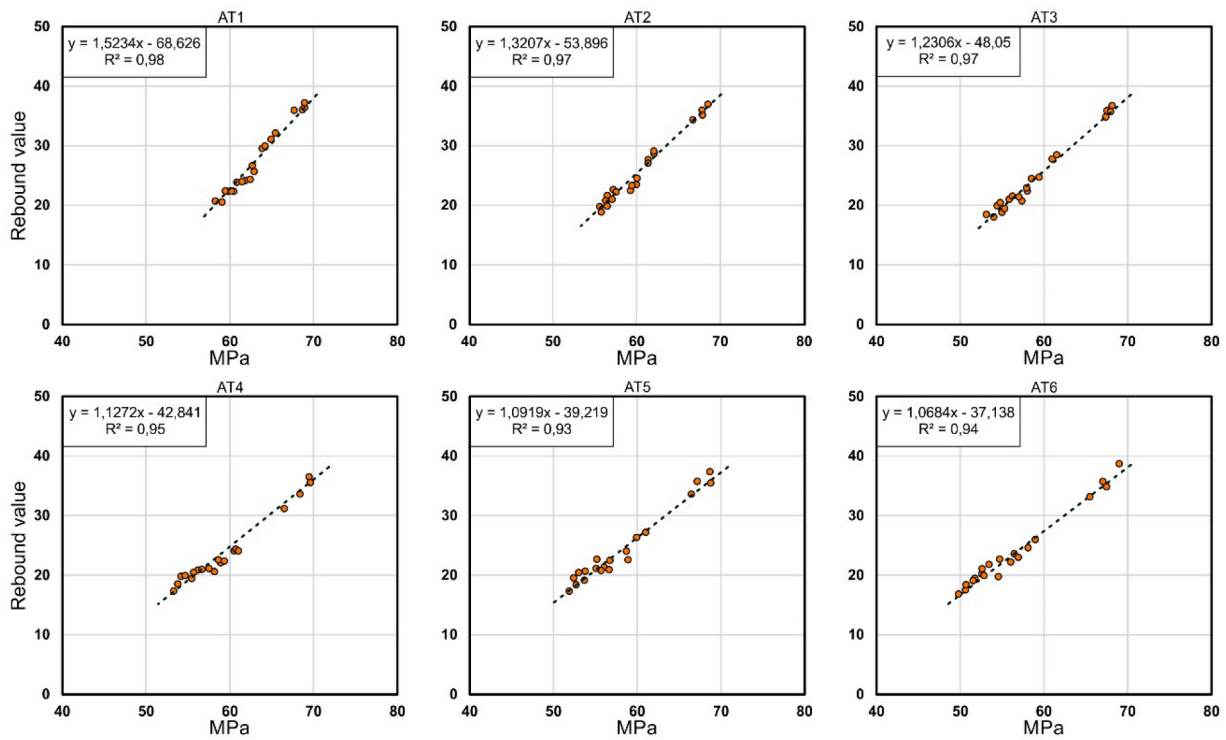 AT1
y = 1,5234x - 68,626
R² = 0,98
50
40
30
20
10
0
Rebound value
40 50 60 70 80
MPa
AT2
y = 1,3207x - 53,896
R² = 0,97
50
40
30
20
10
0
40 50 60 70 80
MPa
AT3
y = 1,2306x - 48,05
R² = 0,97
50
40
30
20
10
0
40 50 60 70 80
MPa
AT4
y = 1,1272x - 42,841
R² = 0,95
50
40
30
20
10
0
Rebound value
40 50 60 70 80
MPa
AT5
y = 1,0919x - 39,219
R² = 0,93
50
40
30
20
10
0
40 50 60 70 80
MPa
AT6
y = 1,0684x - 37,138
R² = 0,94
50
40
30
20
10
0
40 50 60 70 80
MPa